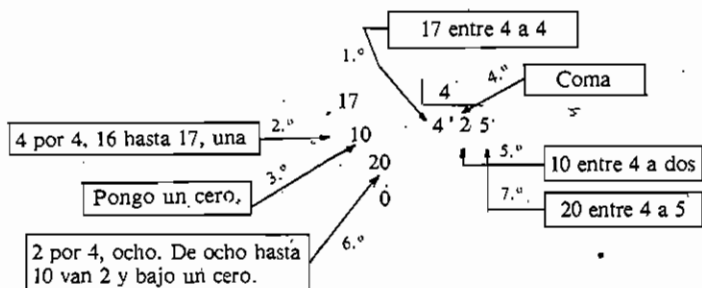 17 entre 4 a 4
1.º
4
4.º
Coma
17
4 por 4, 16 hasta 17, una
2.º
10
4'25
3.º
20
5.º
10 entre 4 a dos
Pongo un cero.
0
7.º
20 entre 4 a 5
2 por 4, ocho. De ocho hasta
10 van 2 y bajo un cero.
6.º